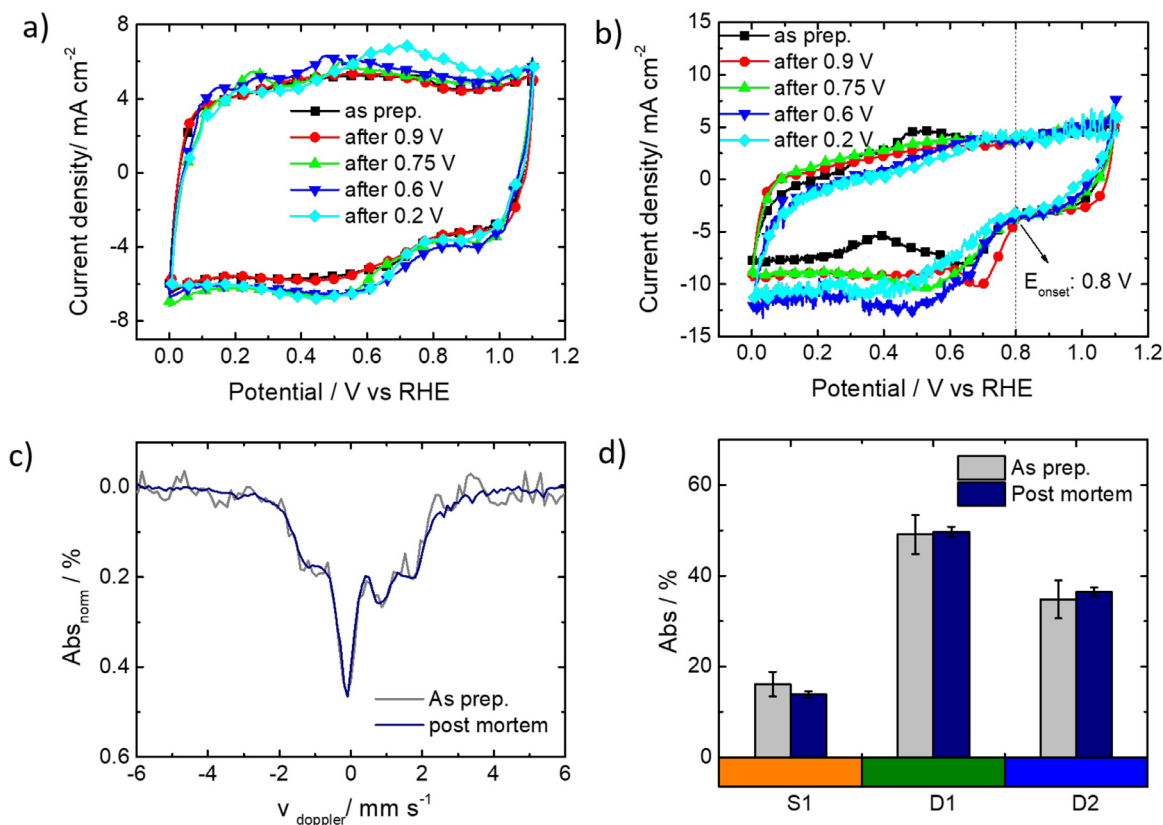 a)
8
4
0
-4
-8
Current density/ mA cm⁻²
as prep.
after 0.9 V
after 0.75 V
after 0.6 V
after 0.2 V
0.0 0.2 0.4 0.6 0.8 1.0 1.2
Potential / V vs RHE
b)
15
10
5
0
-5
-10
-15
Current density/ mA cm⁻²
as prep.
after 0.9 V
after 0.75 V
after 0.6 V
after 0.2 V
E onset: 0.8 V
0.0 0.2 0.4 0.6 0.8 1.0 1.2
Potential / V vs RHE
c)
0.0
0.2
0.4
0.6
Abs norm / %
As prep.
post mortem
-6 -4 -2 0 2 4 6
v doppler/ mm s⁻¹
d)
60
40
20
0
Abs / %
As prep.
Post mortem
S1 D1 D2